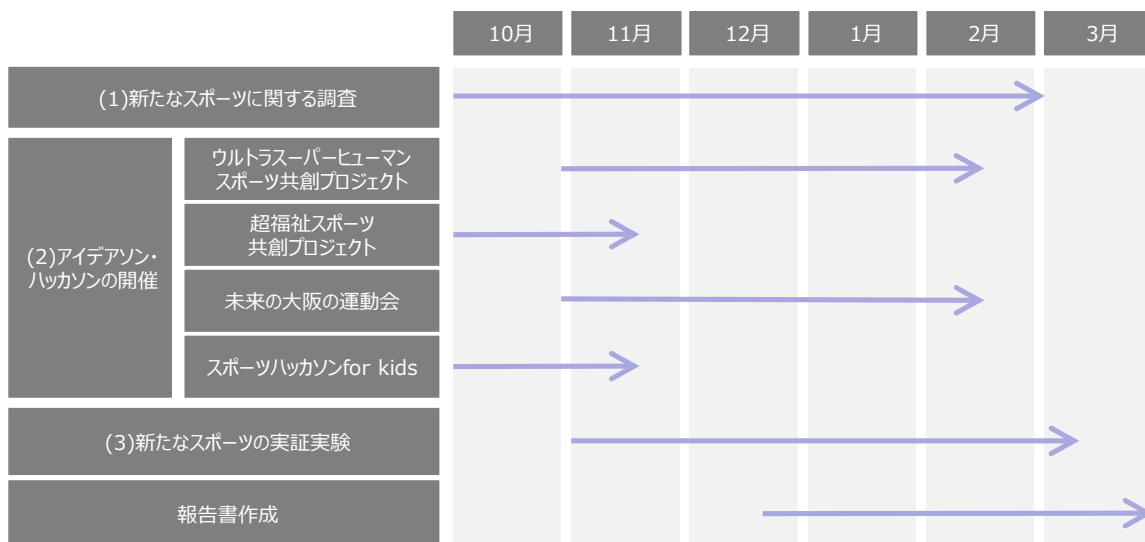 10月
11月
12月
1月
2月
3月
(1)新たなスポーツに関する調査
(2)アイデアソン・
ハッカソンの開催
ウルトラスーパーヒューマン
スポーツ共創プロジェクト
超福祉スポーツ
共創プロジェクト
未来の大阪の運動会
スポーツハッカソンfor kids
(3)新たなスポーツの実証実験
報告書作成